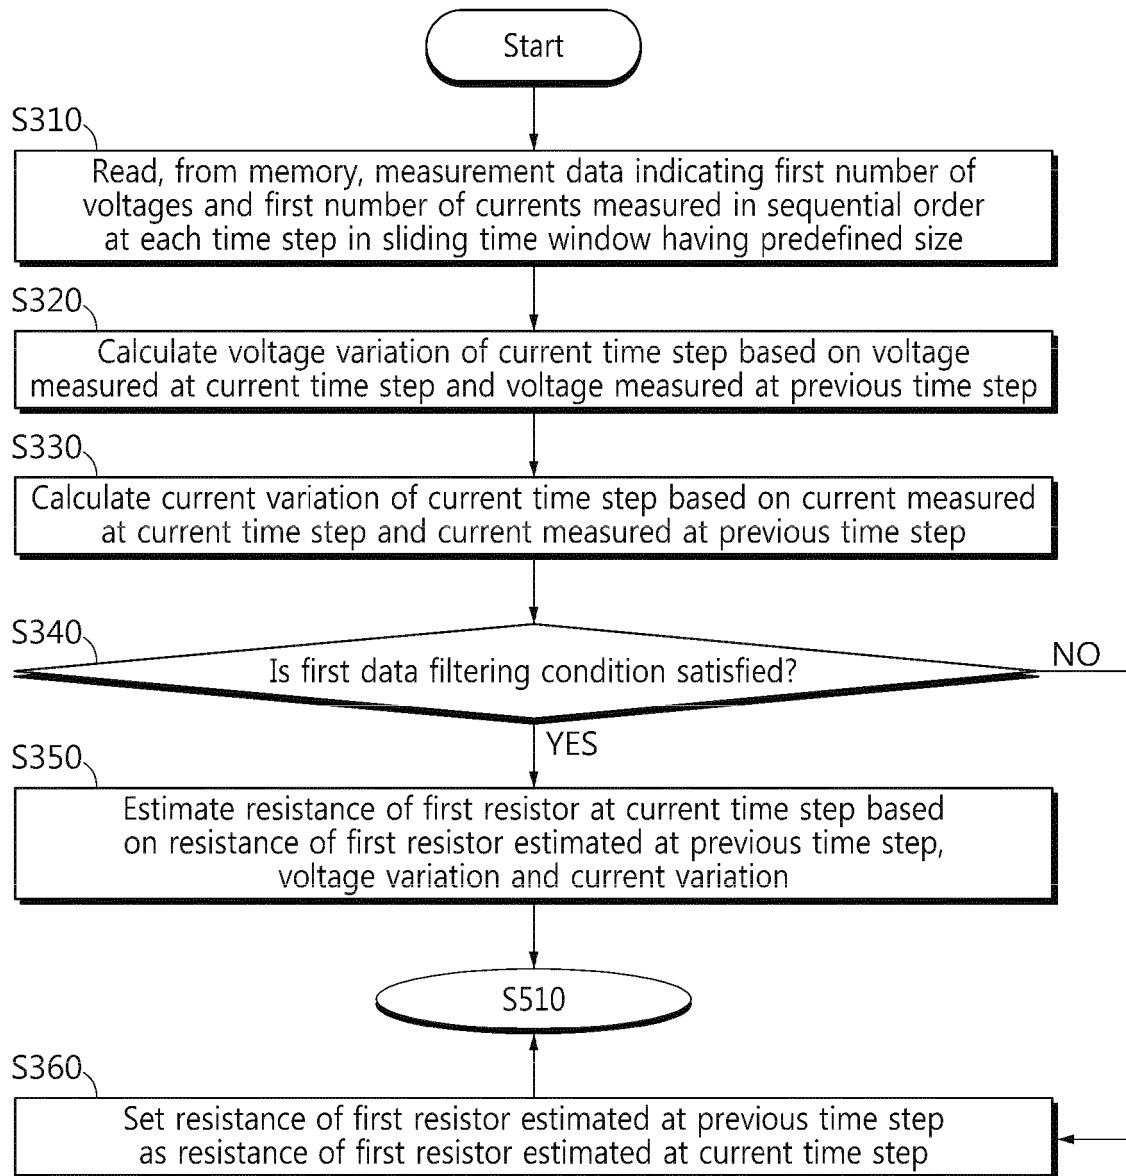 Start
S310
Read, from memory, measurement data indicating first number of
voltages and first number of currents measured in sequential order
at each time step in sliding time window having predefined size
S320
Calculate voltage variation of current time step based on voltage
measured at current time step and voltage measured at previous time step
S330
Calculate current variation of current time step based on current measured
at current time step and current measured at previous time step
S340
Is first data filtering condition satisfied?
NO
YES
S350
Estimate resistance of first resistor at current time step based
on resistance of first resistor estimated at previous time step,
voltage variation and current variation
S510
S360
Set resistance of first resistor estimated at previous time step
as resistance of first resistor estimated at current time step